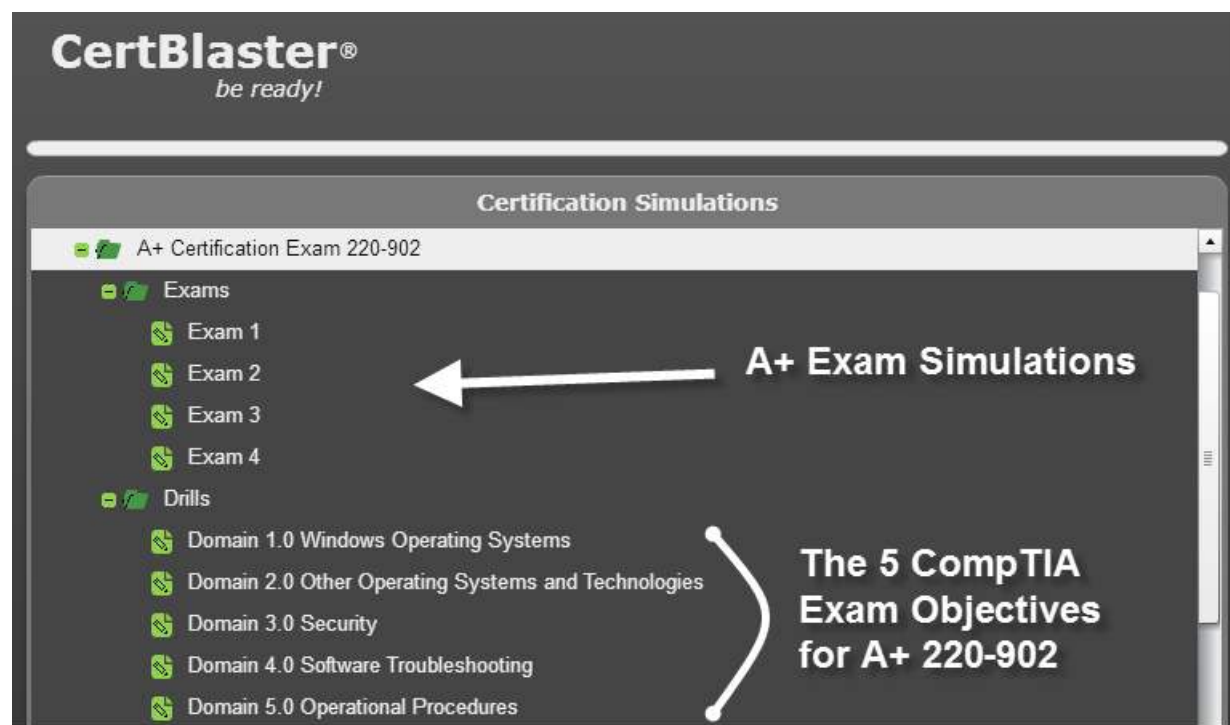 CertBlaster®
be ready!
Certification Simulations
A+ Certification Exam 220-902
Exams
Exam 1
Exam 2
Exam 3
Exam 4
A+ Exam Simulations
Drills
Domain 1.0 Windows Operating Systems
Domain 2.0 Other Operating Systems and Technologies
Domain 3.0 Security
Domain 4.0 Software Troubleshooting
Domain 5.0 Operational Procedures
The 5 CompTIA
Exam Objectives
for A+ 220-902